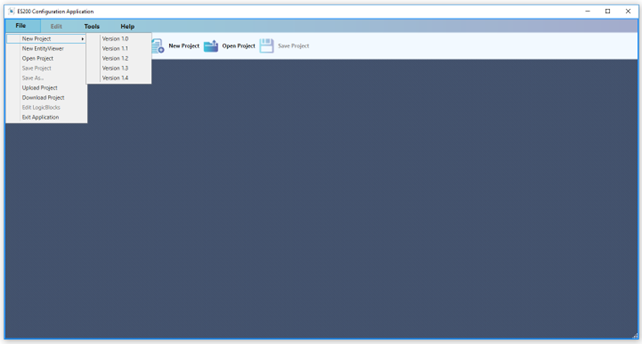 ES200 Configuration Application
File Edit Tools Help
New Project Open Project Save Project
New Project
New EntityViewer
Open Project
Save Project
Save As...
Upload Project
Download Project
Edit LogicBlocks
Exit Application
Version 1.0
Version 1.1
Version 1.2
Version 1.3
Version 1.4